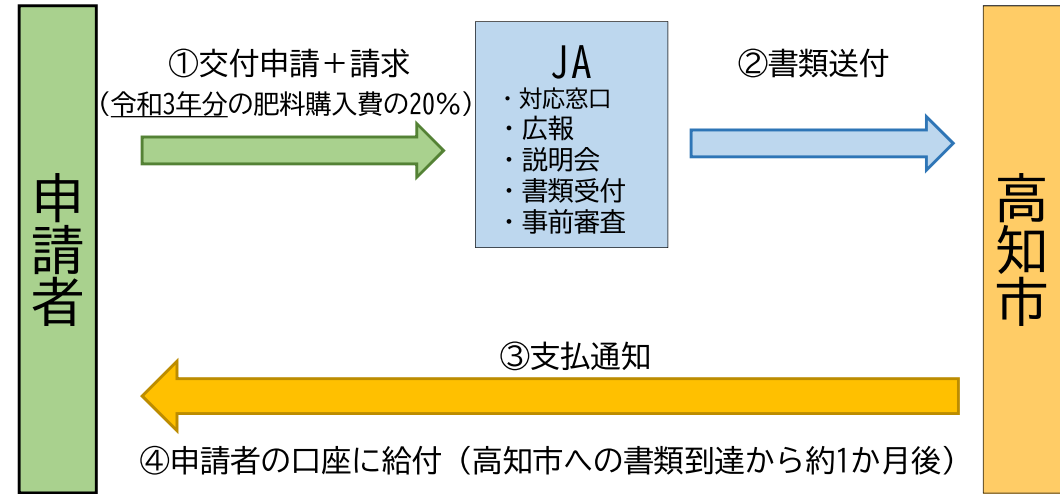 申請者
①交付申請＋請求
（令和3年分の肥料購入費の20％）
JA
・対応窓口
・広報
・説明会
・書類受付
・事前審査
②書類送付
高知市
③支払通知
④申請者の口座に給付（高知市への書類到達から約1か月後）